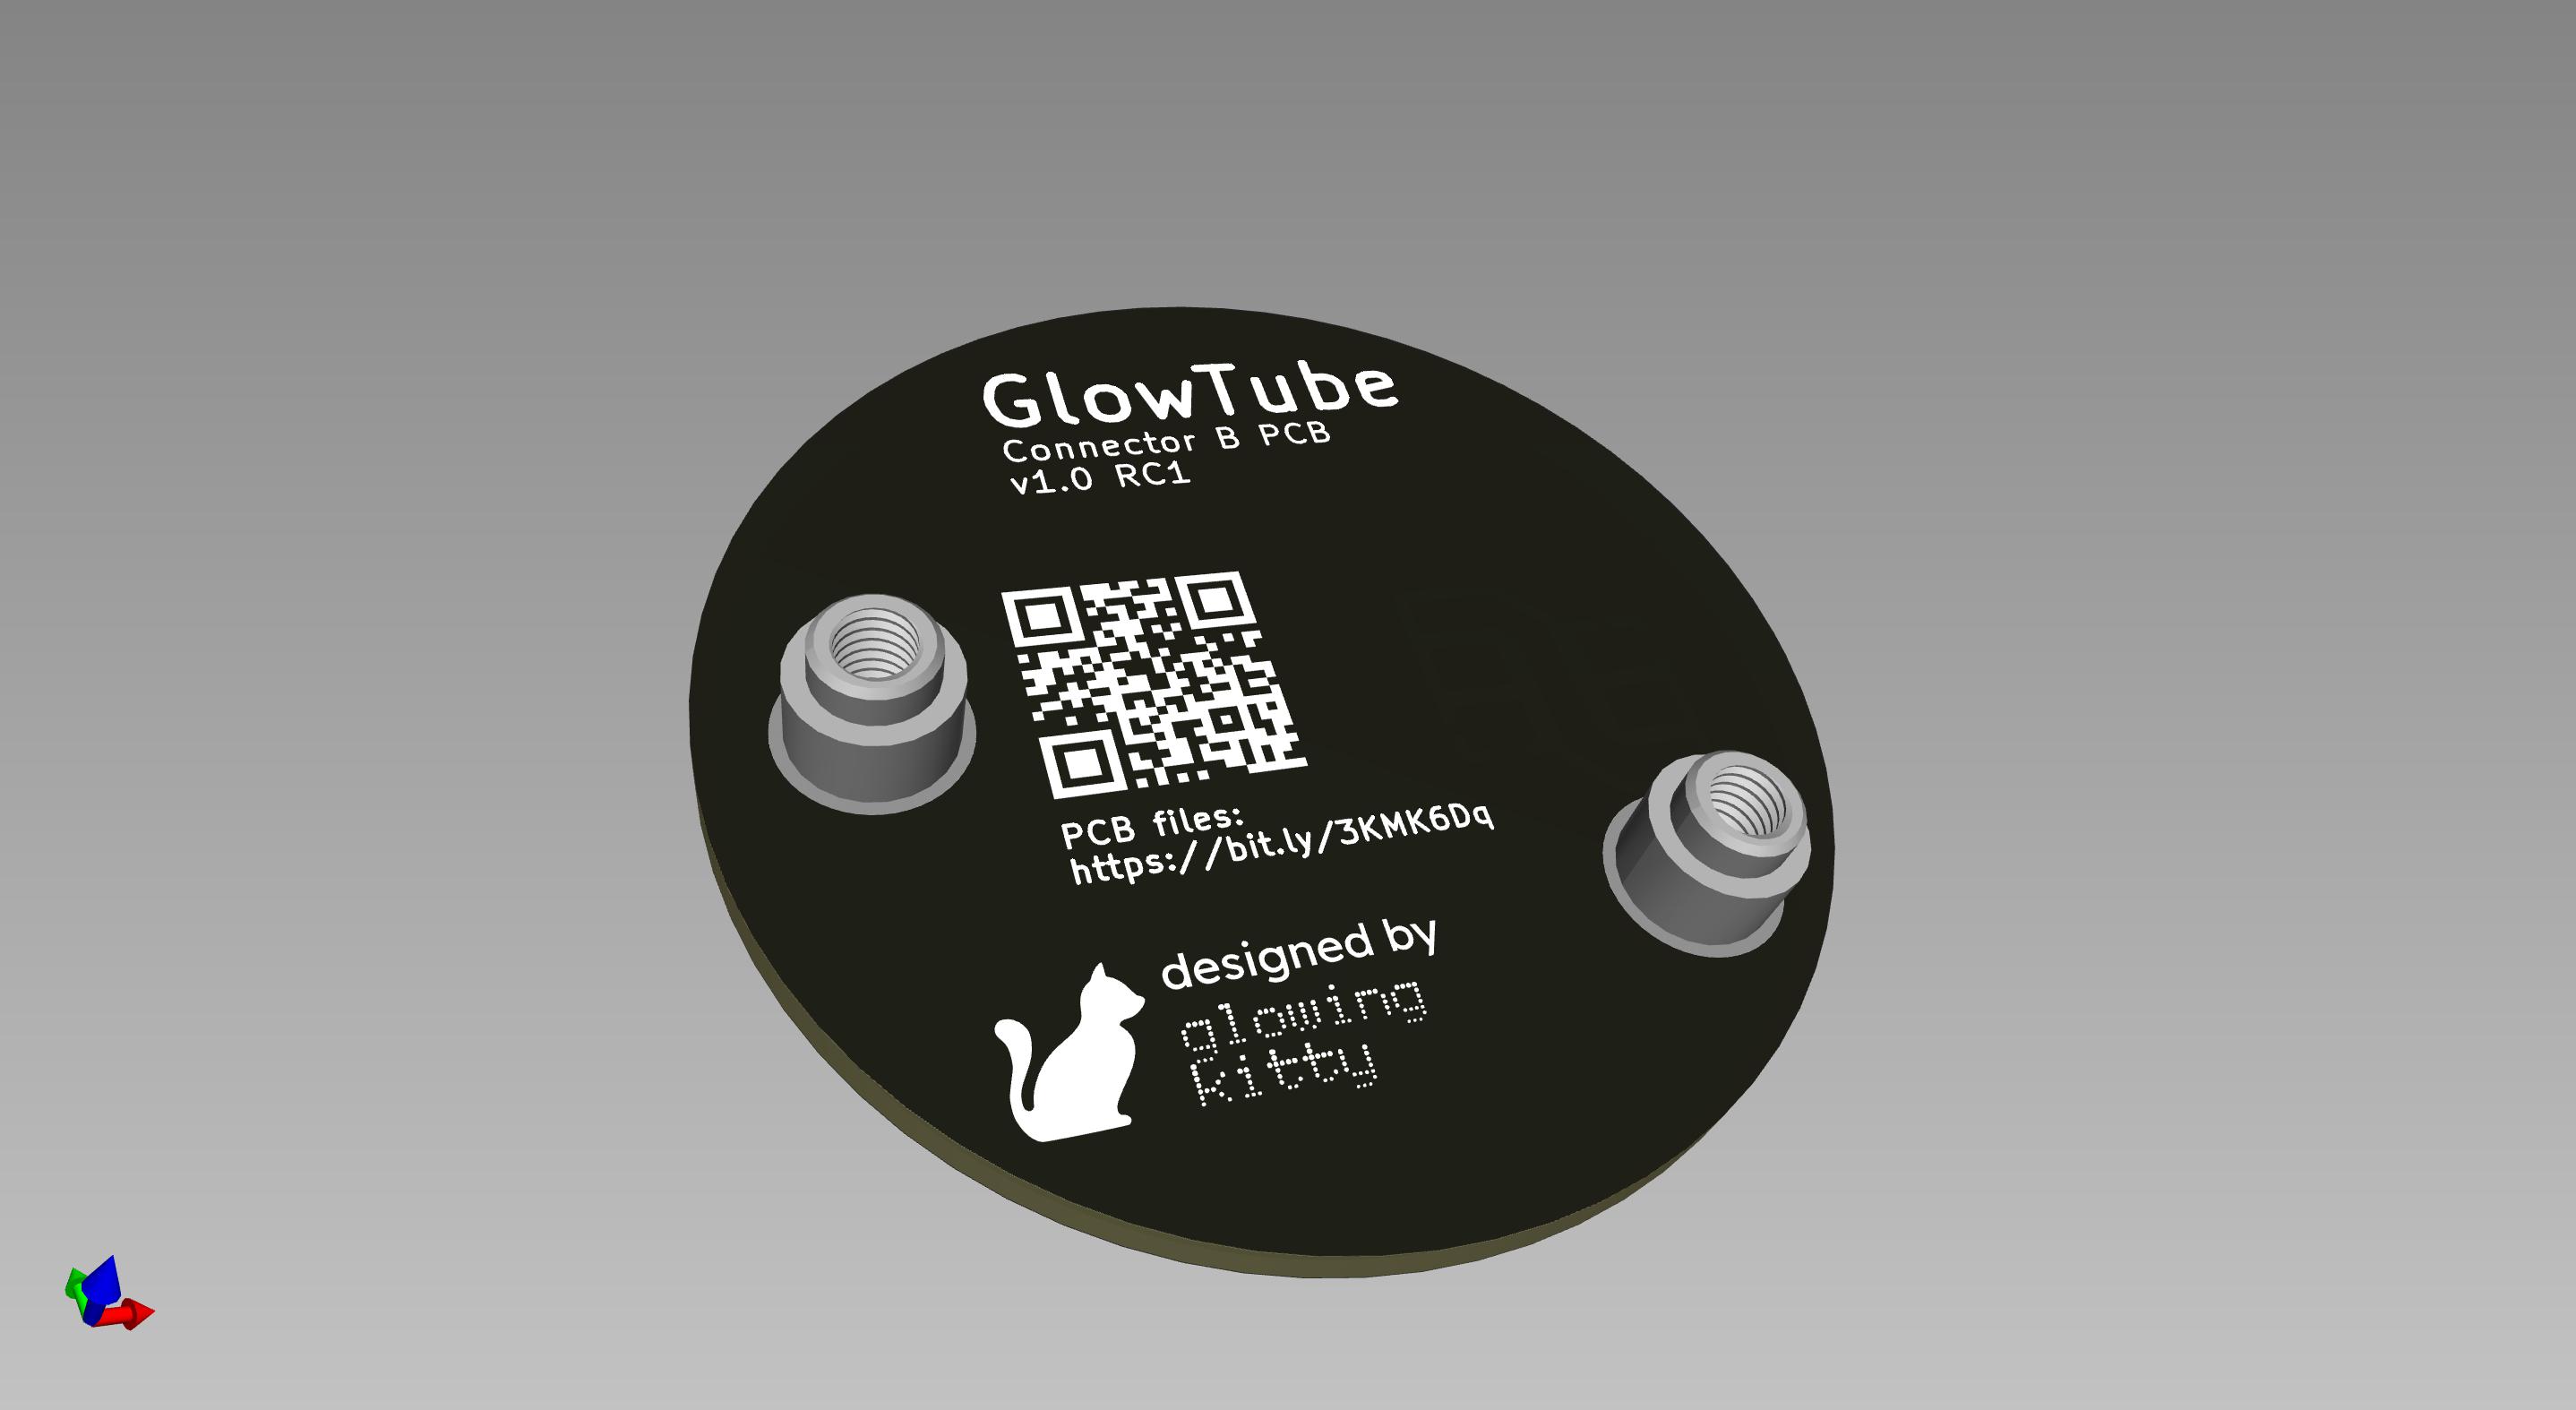 GlowTube
Connector B PCB
v1.0 RC1
PCB files:
https://bit.ly/3KMK6Dq
designed by
glowing
kitty